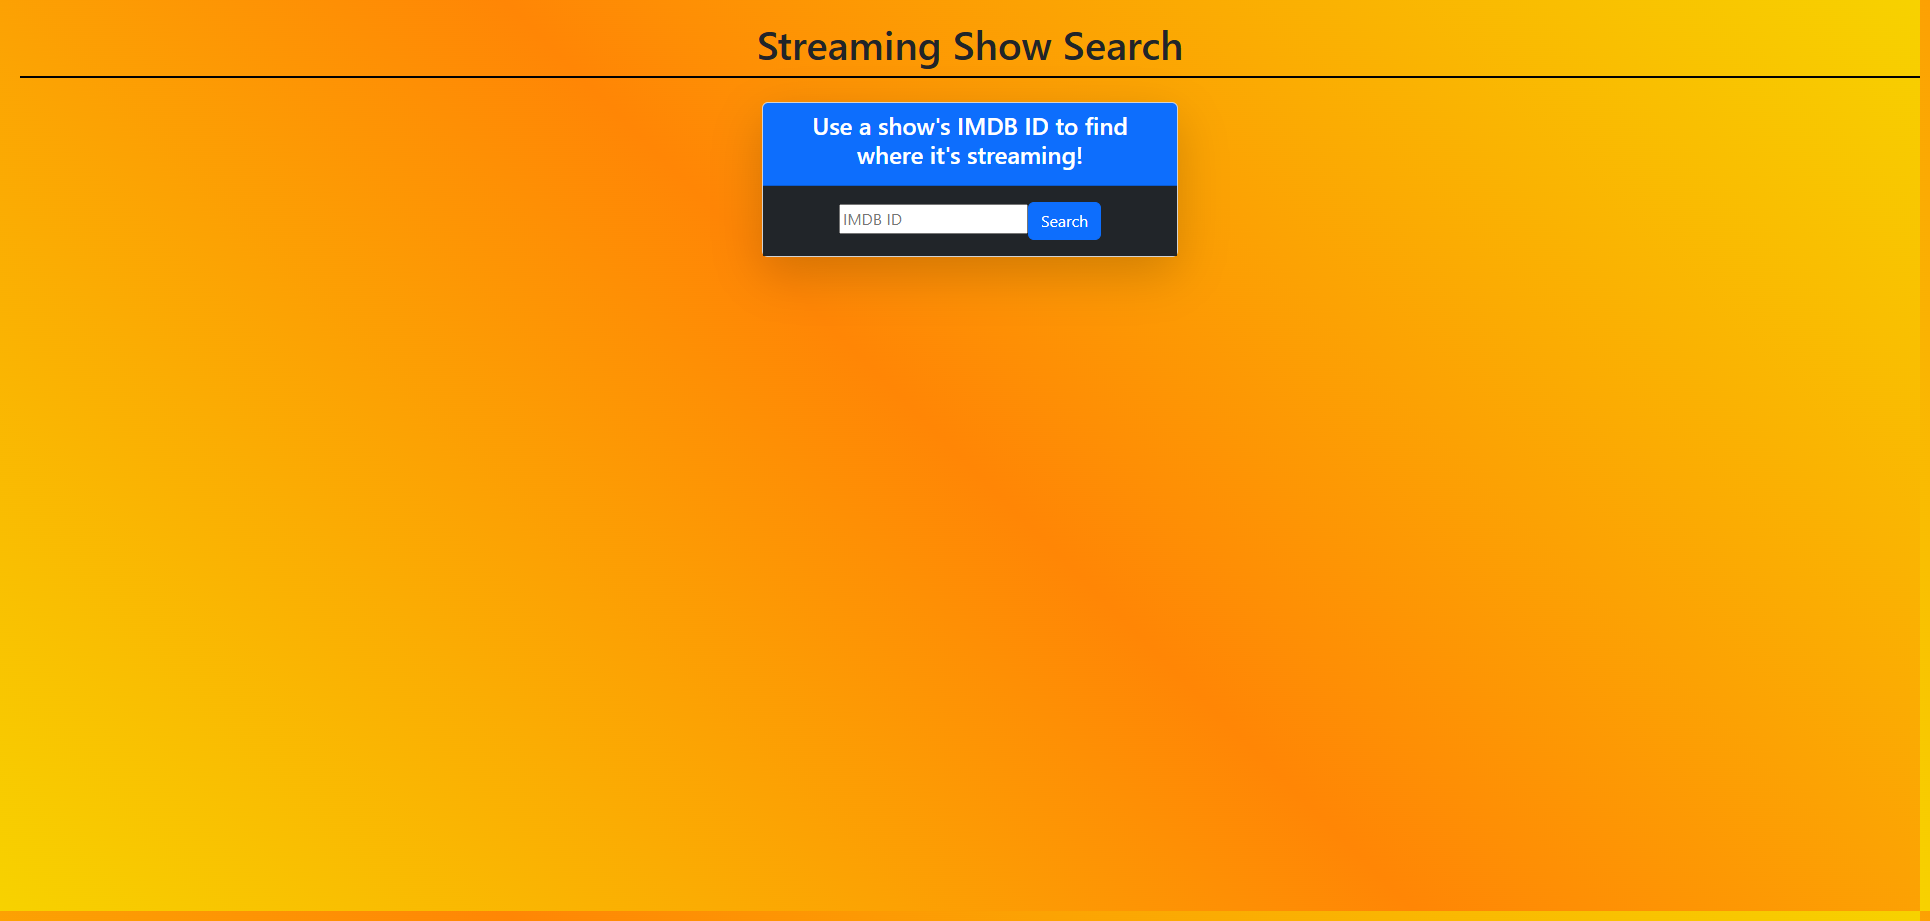 Streaming Show Search
Use a show's IMDB ID to find
where it's streaming!
IMDB ID
Search